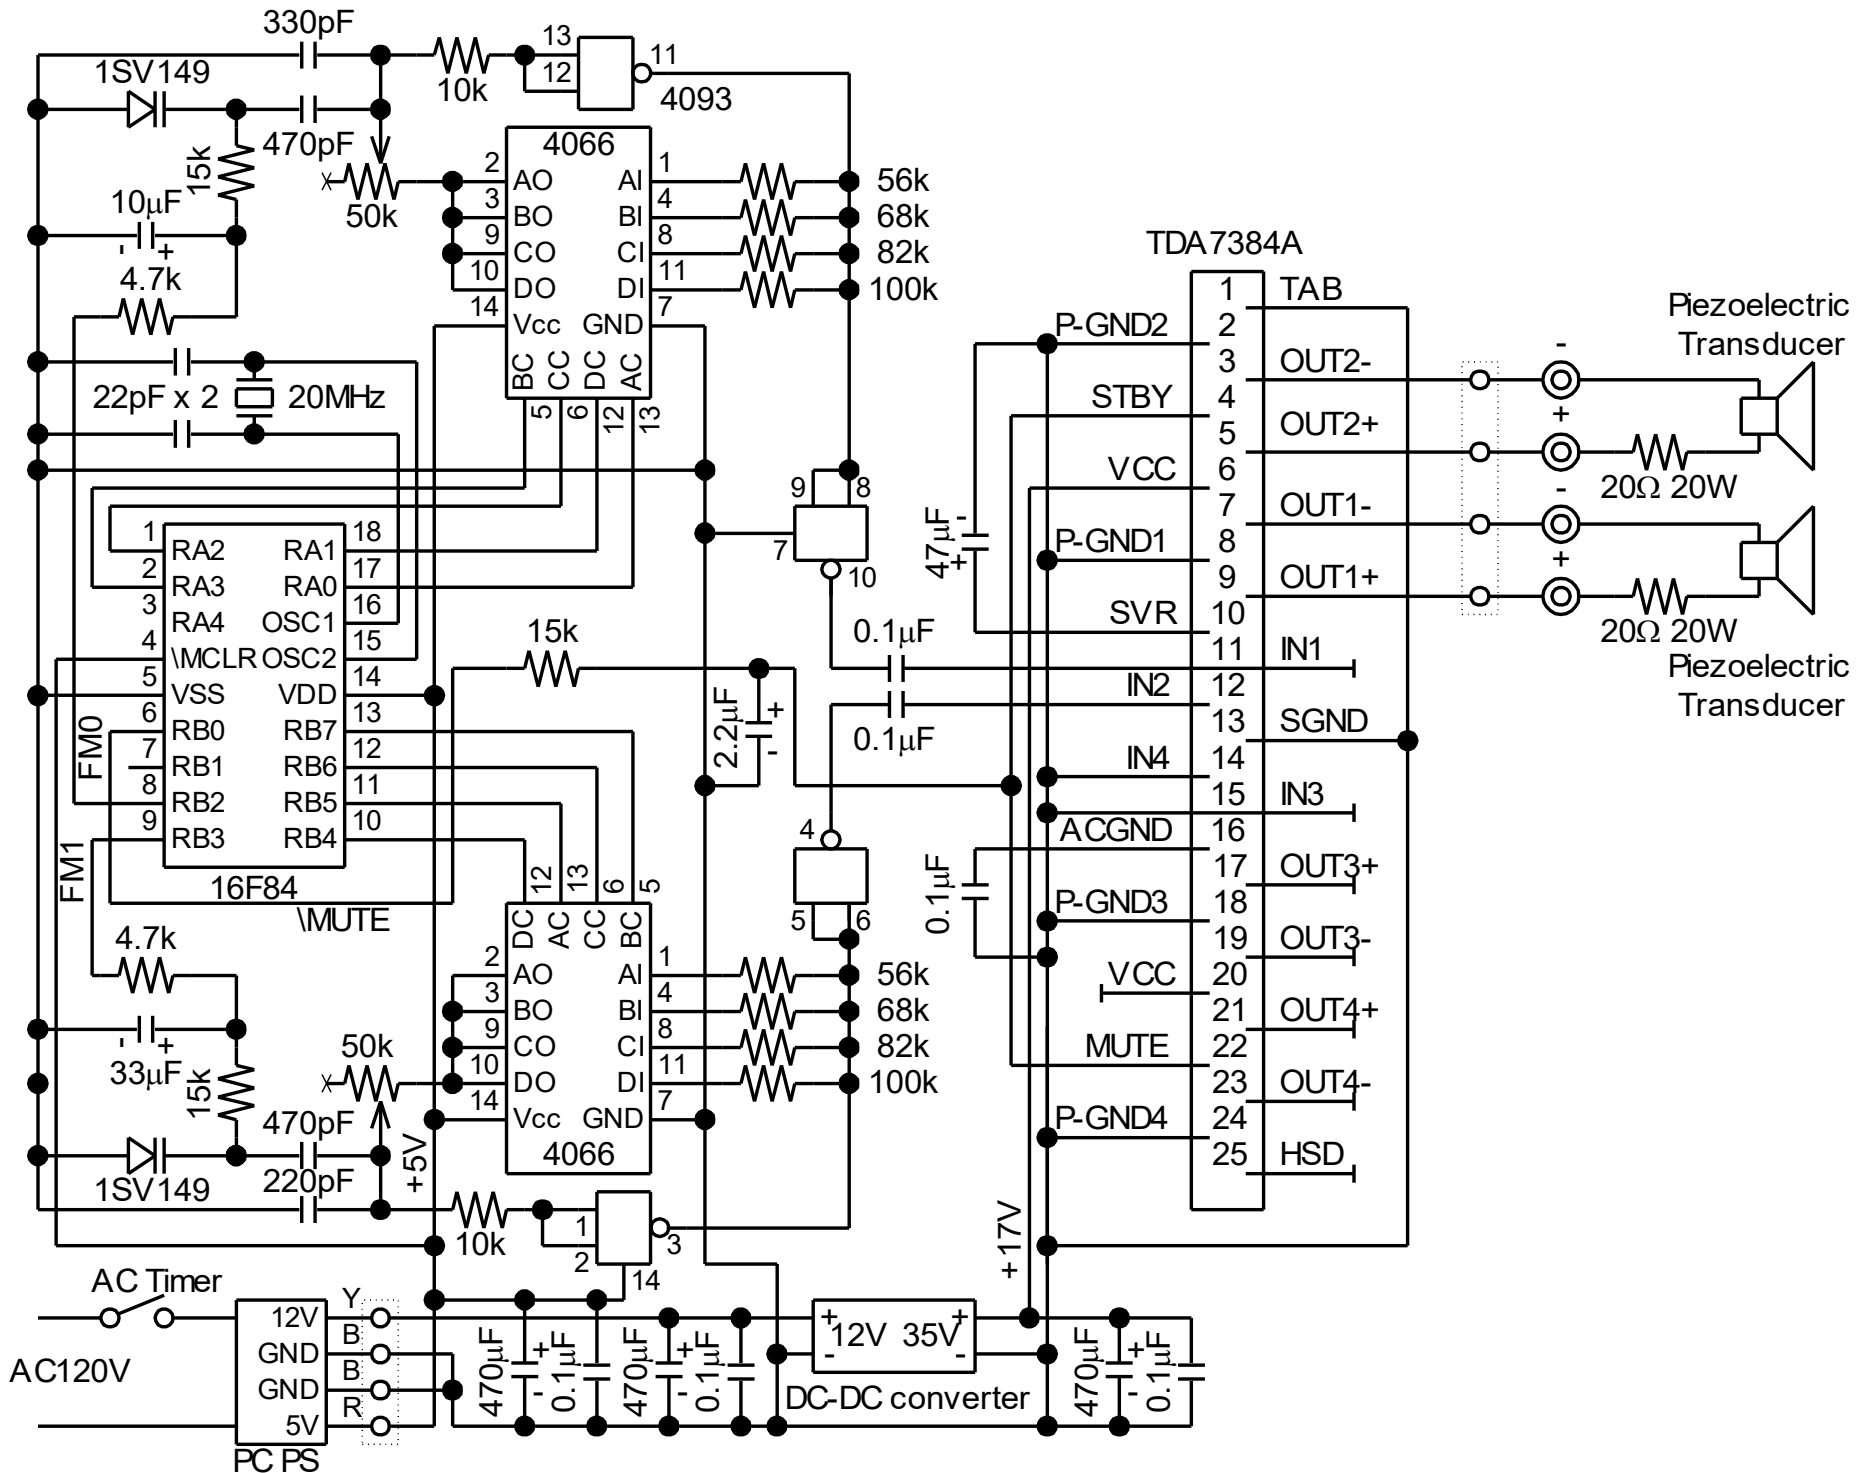 330pF
1SV149
10k
13
12
11
4093
470pF
15k
50k
10µF
- +
4.7k
4066
2 AO AI 1 56k
3 BO BI 4 68k
9 CO CI 8 82k
10 DO DI 11 100k
14 Vcc GND 7
BC CC DC AC
5 6 12 13
22pF x 2
20MHz
1 RA2 RA1 18
2 RA3 RA0 17
3 RA4 OSC1 16
4 \MCLR OSC2 15
5 VSS VDD 14
6 RB0 RB7 13
7 RB1 RB6 12
8 RB2 RB5 11
9 RB3 RB4 10
16F84
FM0
FM1
\MUTE
9 8
7
10
15k
0.1µF
0.1µF
2.2µF
+
-
4
5 6
12 13 6 5
DC AC CC BC
2 AO AI 1 56k
3 BO BI 4 68k
9 CO CI 8 82k
10 DO DI 11 100k
14 Vcc GND 7
4066
4.7k
- +
33µF
15k
50k
470pF
220pF
1SV149
+5V
10k
1
2
3
14
AC Timer
AC120V
12V Y
GND B
GND B
5V R
PC PS
470µF
+
-
0.1µF
470µF
+
-
0.1µF
+ +
12V 35V
- -
DC-DC converter
+17V
470µF
+
-
0.1µF
TDA7384A
1 TAB
P-GND2 2
3 OUT2-
STBY 4
5 OUT2+
VCC 6
7 OUT1-
P-GND1 8
9 OUT1+
SVR 10
11 IN1
IN2 12
13 SGND
IN4 14
15 IN3
ACGND 16
17 OUT3+
P-GND3 18
19 OUT3-
VCC 20
21 OUT4+
MUTE 22
23 OUT4-
P-GND4 24
25 HSD
47µF
-
+
0.1µF
Piezoelectric
Transducer
-
+
20Ω 20W
-
+
20Ω 20W
Piezoelectric
Transducer